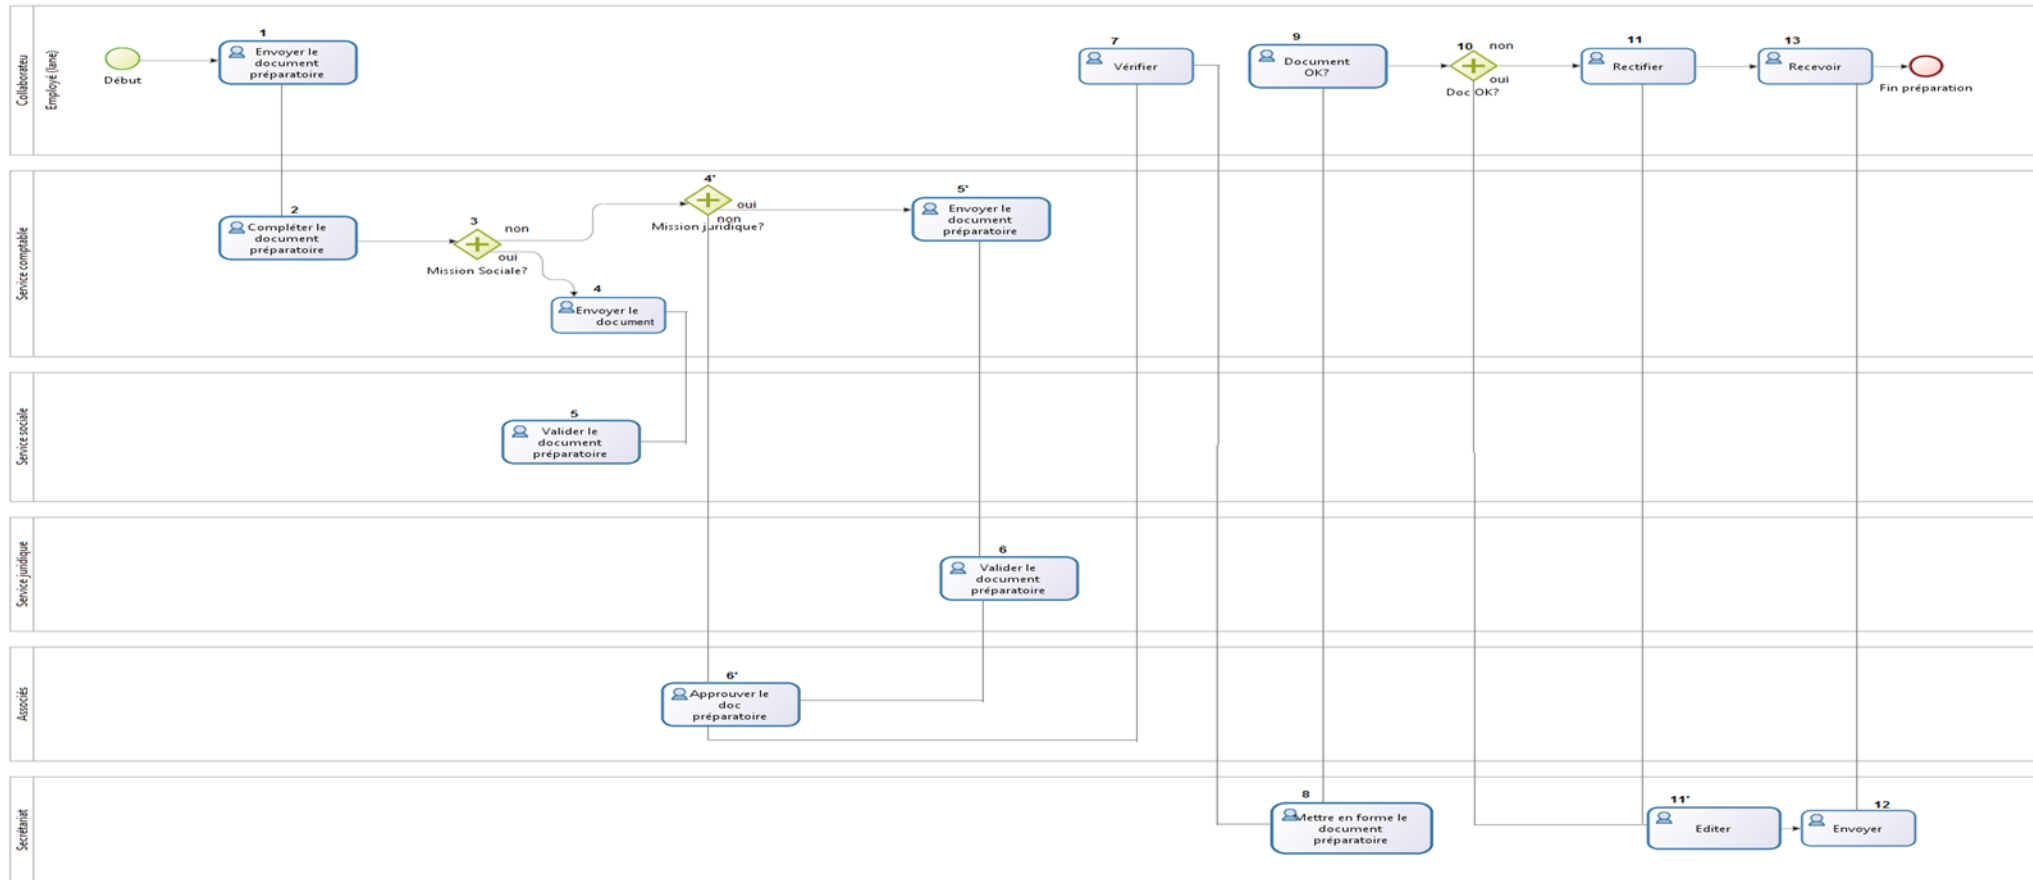 Collaborateu
Employé (lane)
Début
1
Envoyer le
document
préparatoire
7
Vérifier
9
Document
OK?
10
non
oui
Doc OK?
11
Rectifier
13
Recevoir
Fin préparation
Service comptable
2
Compléter le
document
préparatoire
3
non
oui
Mission Sociale?
4
Envoyer le
document
4'
oui
non
Mission juridique?
5'
Envoyer le
document
préparatoire
Service sociale
5
Valider le
document
préparatoire
Service juridique
6
Valider le
document
préparatoire
Associés
6'
Approuver le
doc
préparatoire
Secrétariat
8
Mettre en forme le
document
préparatoire
11'
Editer
12
Envoyer